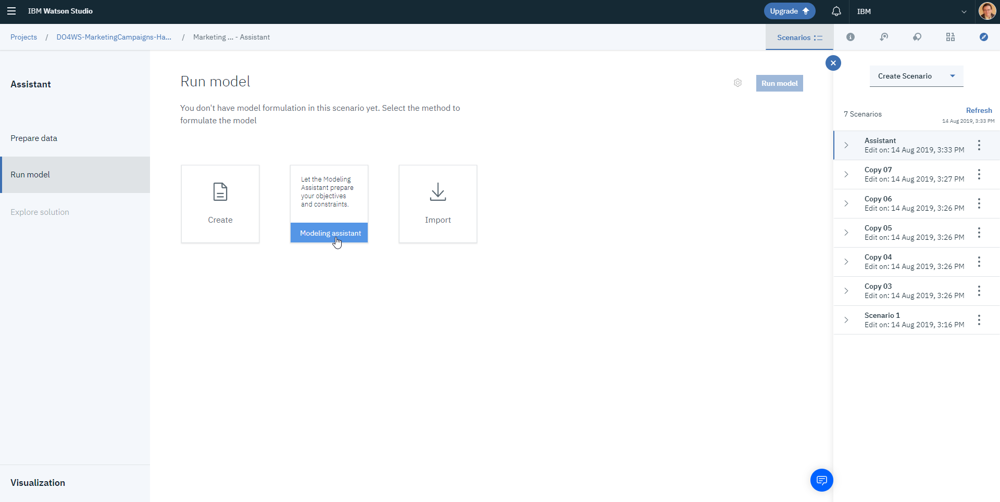 IBM Watson Studio
Upgrade
IBM
Projects / DO4WS-MarketingCampaigns-Ha... / Marketing ... - Assistant
Scenarios
Assistant
Prepare data
Run model
Explore solution
Visualization
Run model
Run model
You don't have model formulation in this scenario yet. Select the method to
formulate the model
Create
Let the Modeling
Assistant prepare
your objectives
and constraints.
Modeling assistant
Import
Create Scenario
7 Scenarios
Refresh
14 Aug 2019, 3:33 PM
Assistant
Edit on: 14 Aug 2019, 3:33 PM
Copy 07
Edit on: 14 Aug 2019, 3:27 PM
Copy 06
Edit on: 14 Aug 2019, 3:26 PM
Copy 05
Edit on: 14 Aug 2019, 3:26 PM
Copy 04
Edit on: 14 Aug 2019, 3:26 PM
Copy 03
Edit on: 14 Aug 2019, 3:26 PM
Scenario 1
Edit on: 14 Aug 2019, 3:16 PM